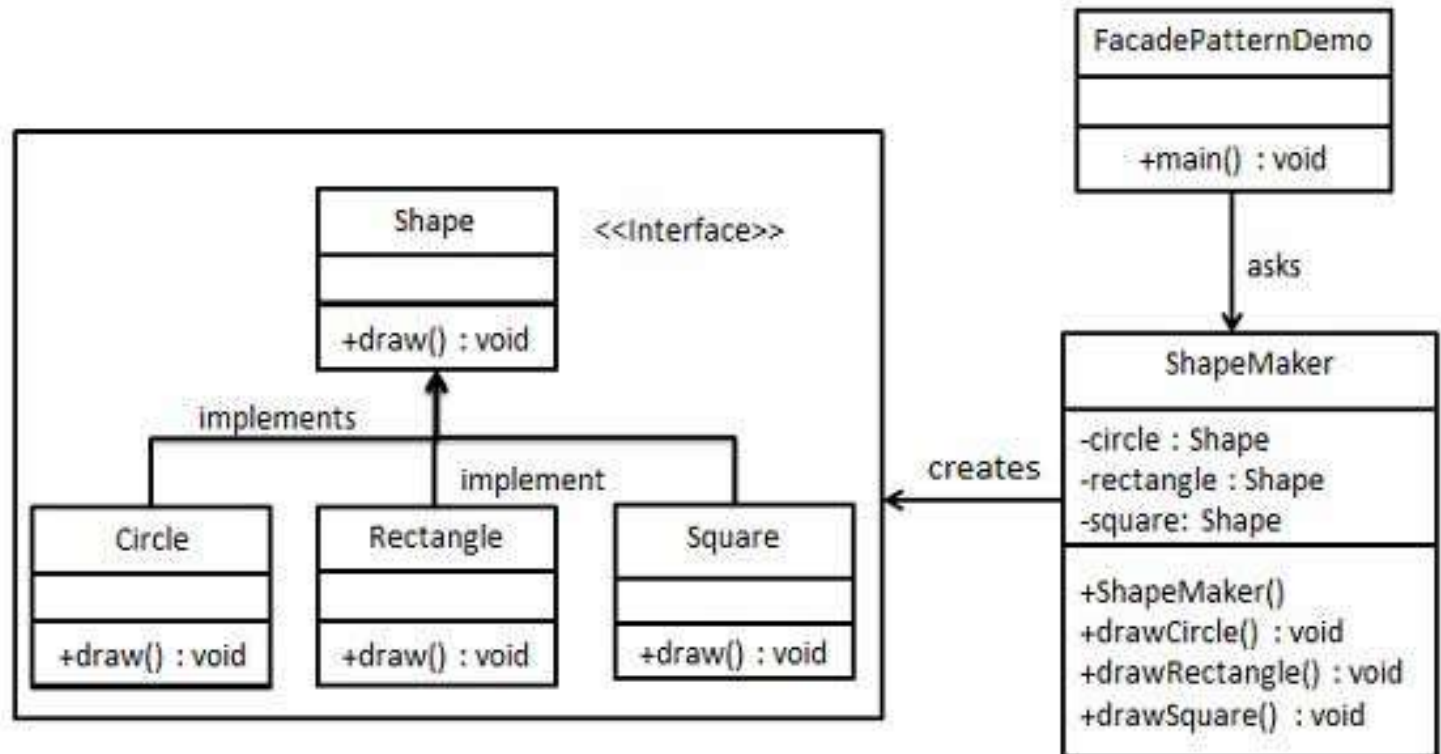 FacadePatternDemo
+main() : void
asks
Shape
<<Interface>>
+draw() : void
implements
implement
Circle
+draw() : void
Rectangle
+draw() : void
Square
+draw() : void
creates
ShapeMaker
-circle : Shape
-rectangle : Shape
-square: Shape
+ShapeMaker()
+drawCircle() : void
+drawRectangle() : void
+drawSquare() : void